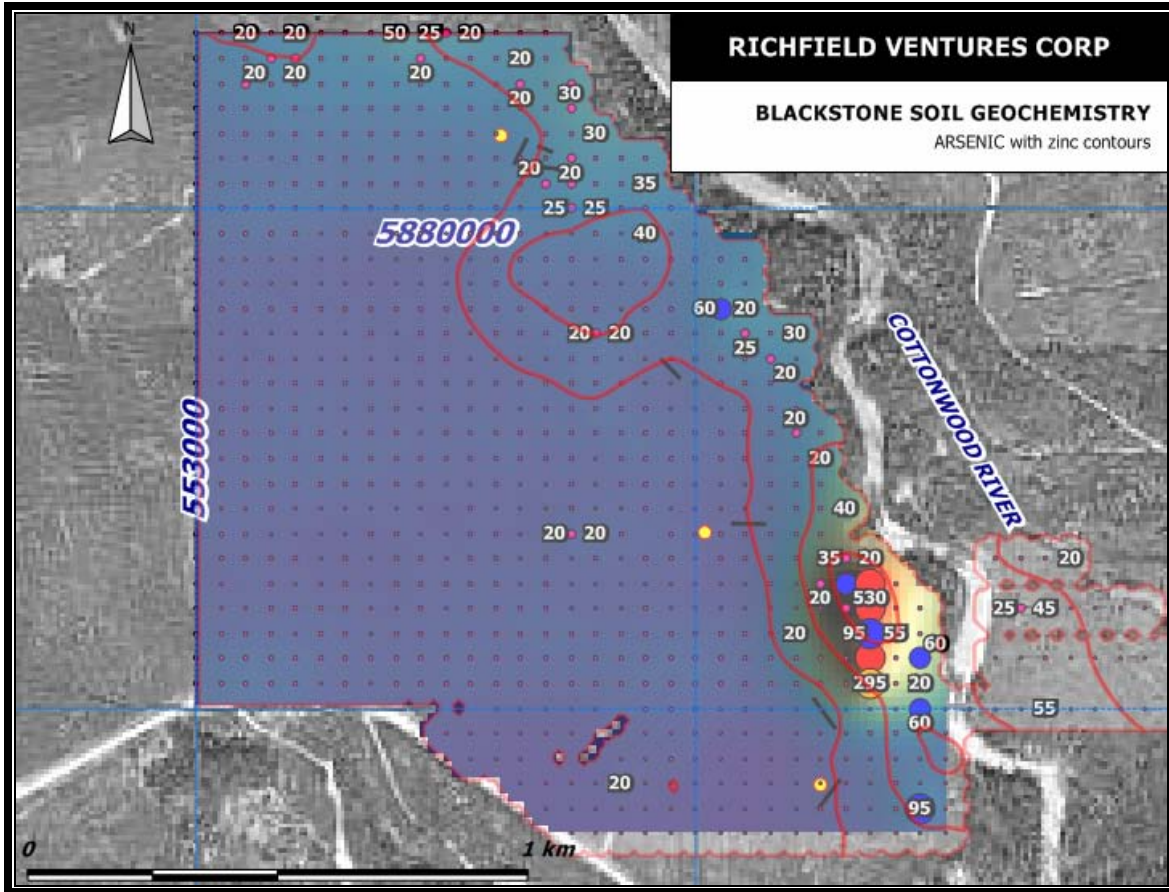 RICHFIELD VENTURES CORP
BLACKSTONE SOIL GEOCHEMISTRY
ARSENIC with zinc contours
N
20 20 50 25 20
20 20 20 20
20 30
30
20 20
35
25 25
5880000 40
60 20
20 20 30
25
20
COTTONWOOD RIVER
553000
20
20
40
20 20
35 20 20
20 530 25 45
20 95 55 60
295 20
60 55
20
95
0 1 km